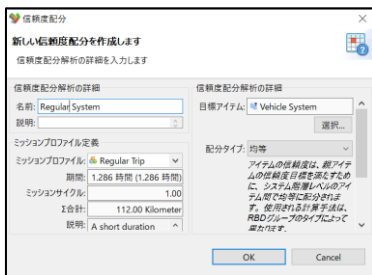 信頼度配分
新しい信頼度配分を作成します
信頼度配分解析の詳細を入力します
信頼度配分解析の詳細
名前: Regular System
説明:
ミッションプロファイル定義
ミッションプロファイル: Regular Trip
期間: 1.286 時間 (1.286 時間)
ミッションサイクル: 1.00
Σ合計: 112.00 Kilometer
説明: A short duration
信頼度配分解析の詳細
目標アイテム: Vehicle System
選択...
配分タイプ: 均等
アイテムの信頼度は、親アイテ
ムの信頼度目標を満たすため
に、システム階層レベルのアイ
テム間で均等に配分されま
す。使用される計算手法は、
RBDグループのタイプによって
異なります。
OK
Cancel